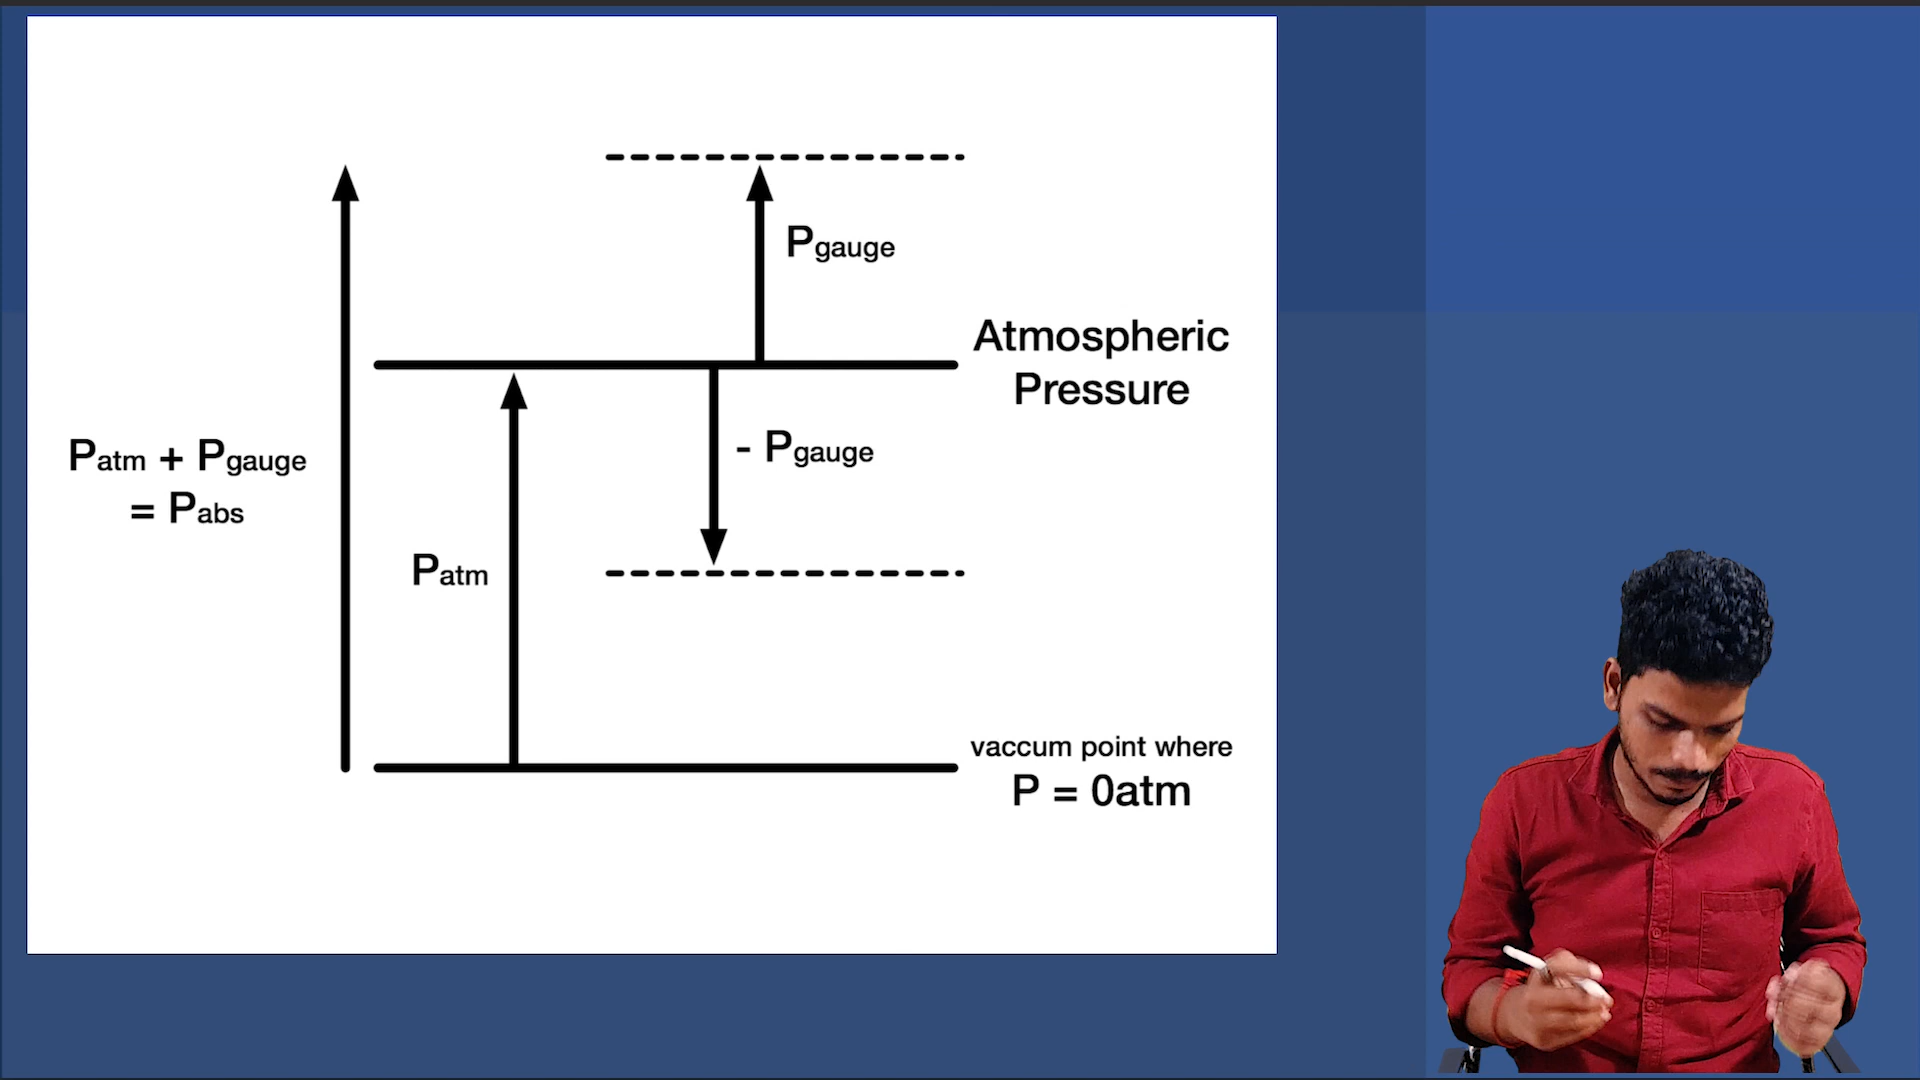 Pgauge
Atmospheric
Pressure
- Pgauge
Patm + Pgauge
= Pabs
Patm
vaccum point where
P = 0atm